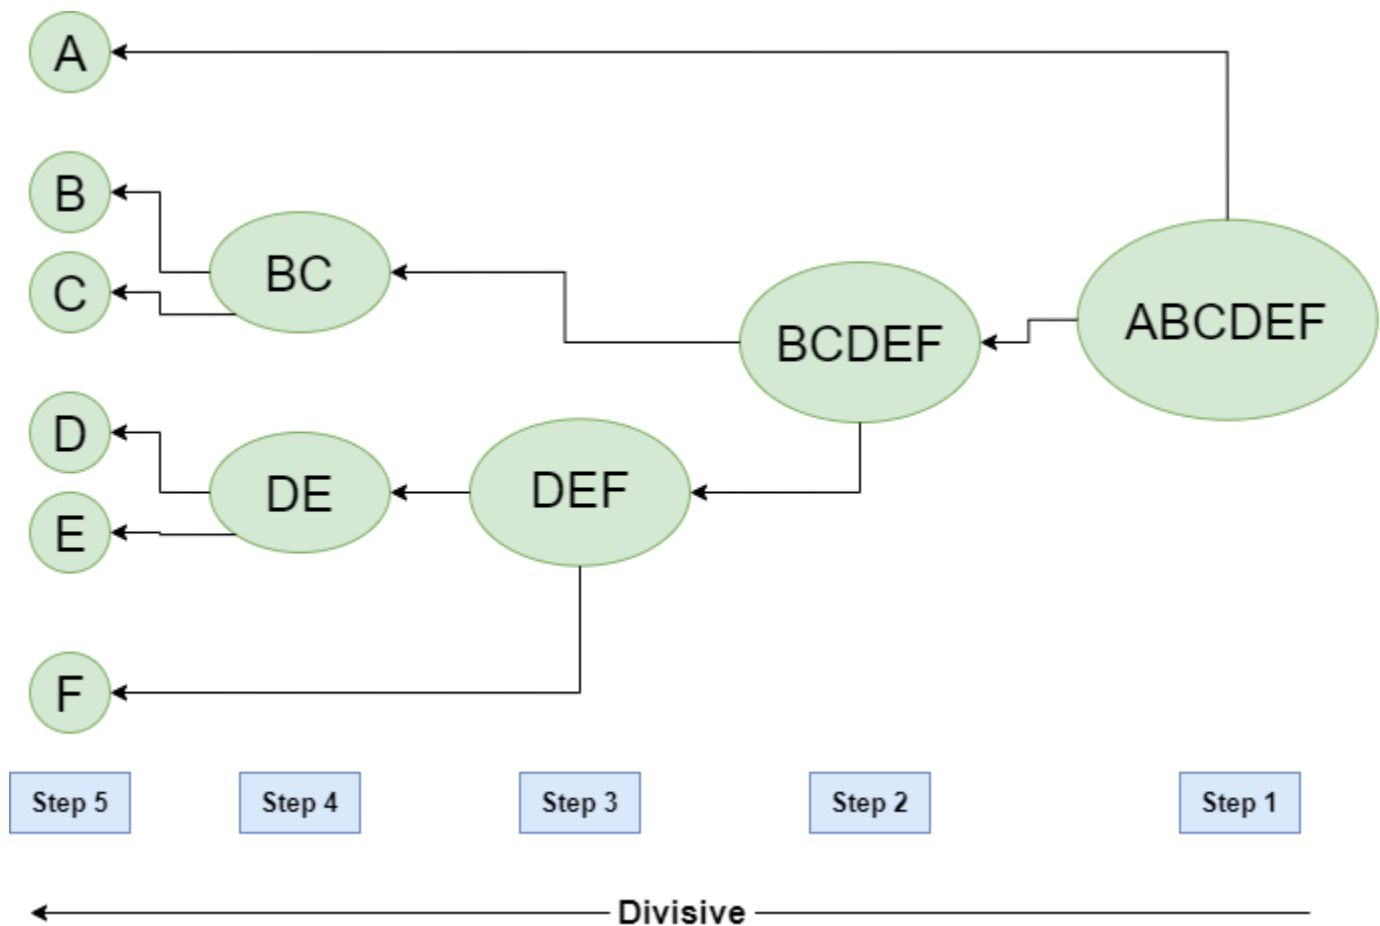 A
B
BC
C
ABCDEF
BCDEF
D
DE
DEF
E
F
Step 5
Step 4
Step 3
Step 2
Step 1
Divisive